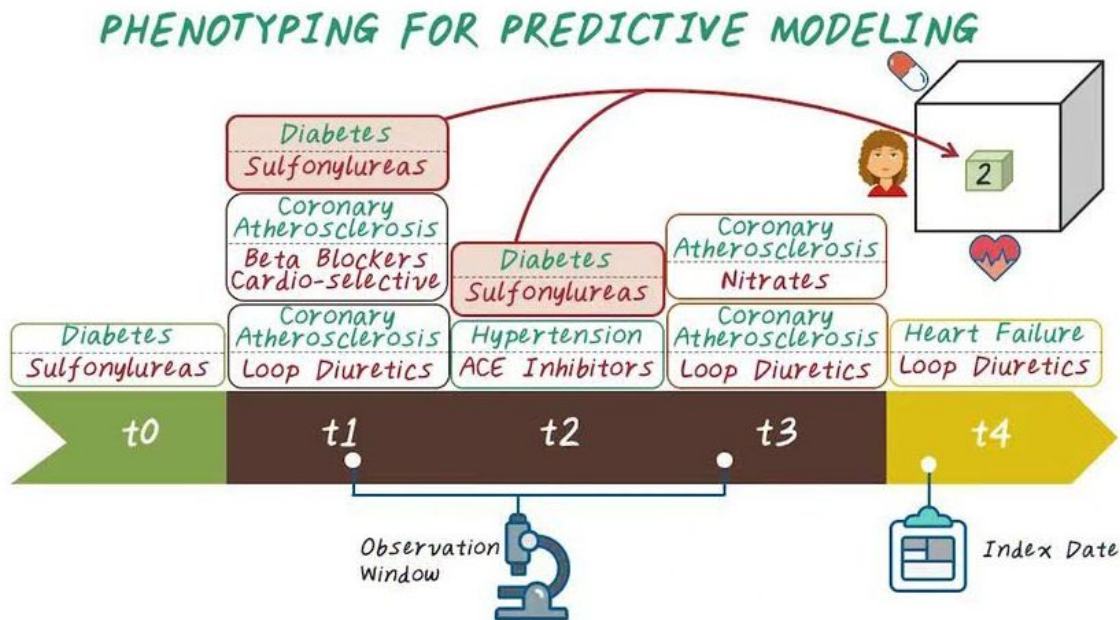 PHENOTYPING FOR PREDICTIVE MODELING
Diabetes
Sulfonylureas
Coronary
Atherosclerosis
Beta Blockers
Cardio-selective
Coronary
Atherosclerosis
Loop Diuretics
Diabetes
Sulfonylureas
Hypertension
ACE Inhibitors
Coronary
Atherosclerosis
Nitrates
Coronary
Atherosclerosis
Loop Diuretics
2
Diabetes
Sulfonylureas
Heart Failure
Loop Diuretics
t0
t1
t2
t3
t4
Observation
Window
Index Date